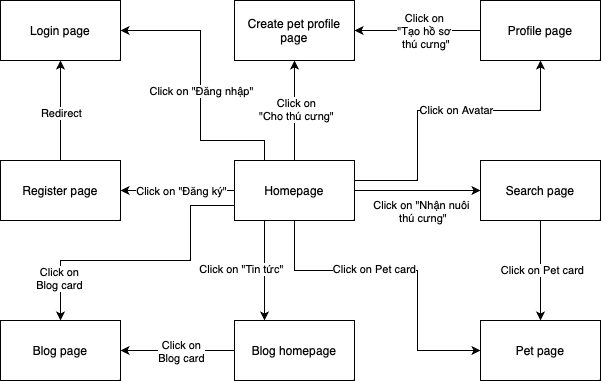 Login page
Create pet profile
page
Click on
"Tạo hồ sơ
thú cưng"
Profile page
Click on "Đăng nhập"
Redirect
Click on
"Cho thú cưng"
Click on Avatar
Register page
Click on "Đăng ký"
Homepage
Click on "Nhận nuôi
thú cưng"
Search page
Click on
Blog card
Click on "Tin tức"
Click on Pet card
Click on Pet card
Blog page
Click on
Blog card
Blog homepage
Pet page